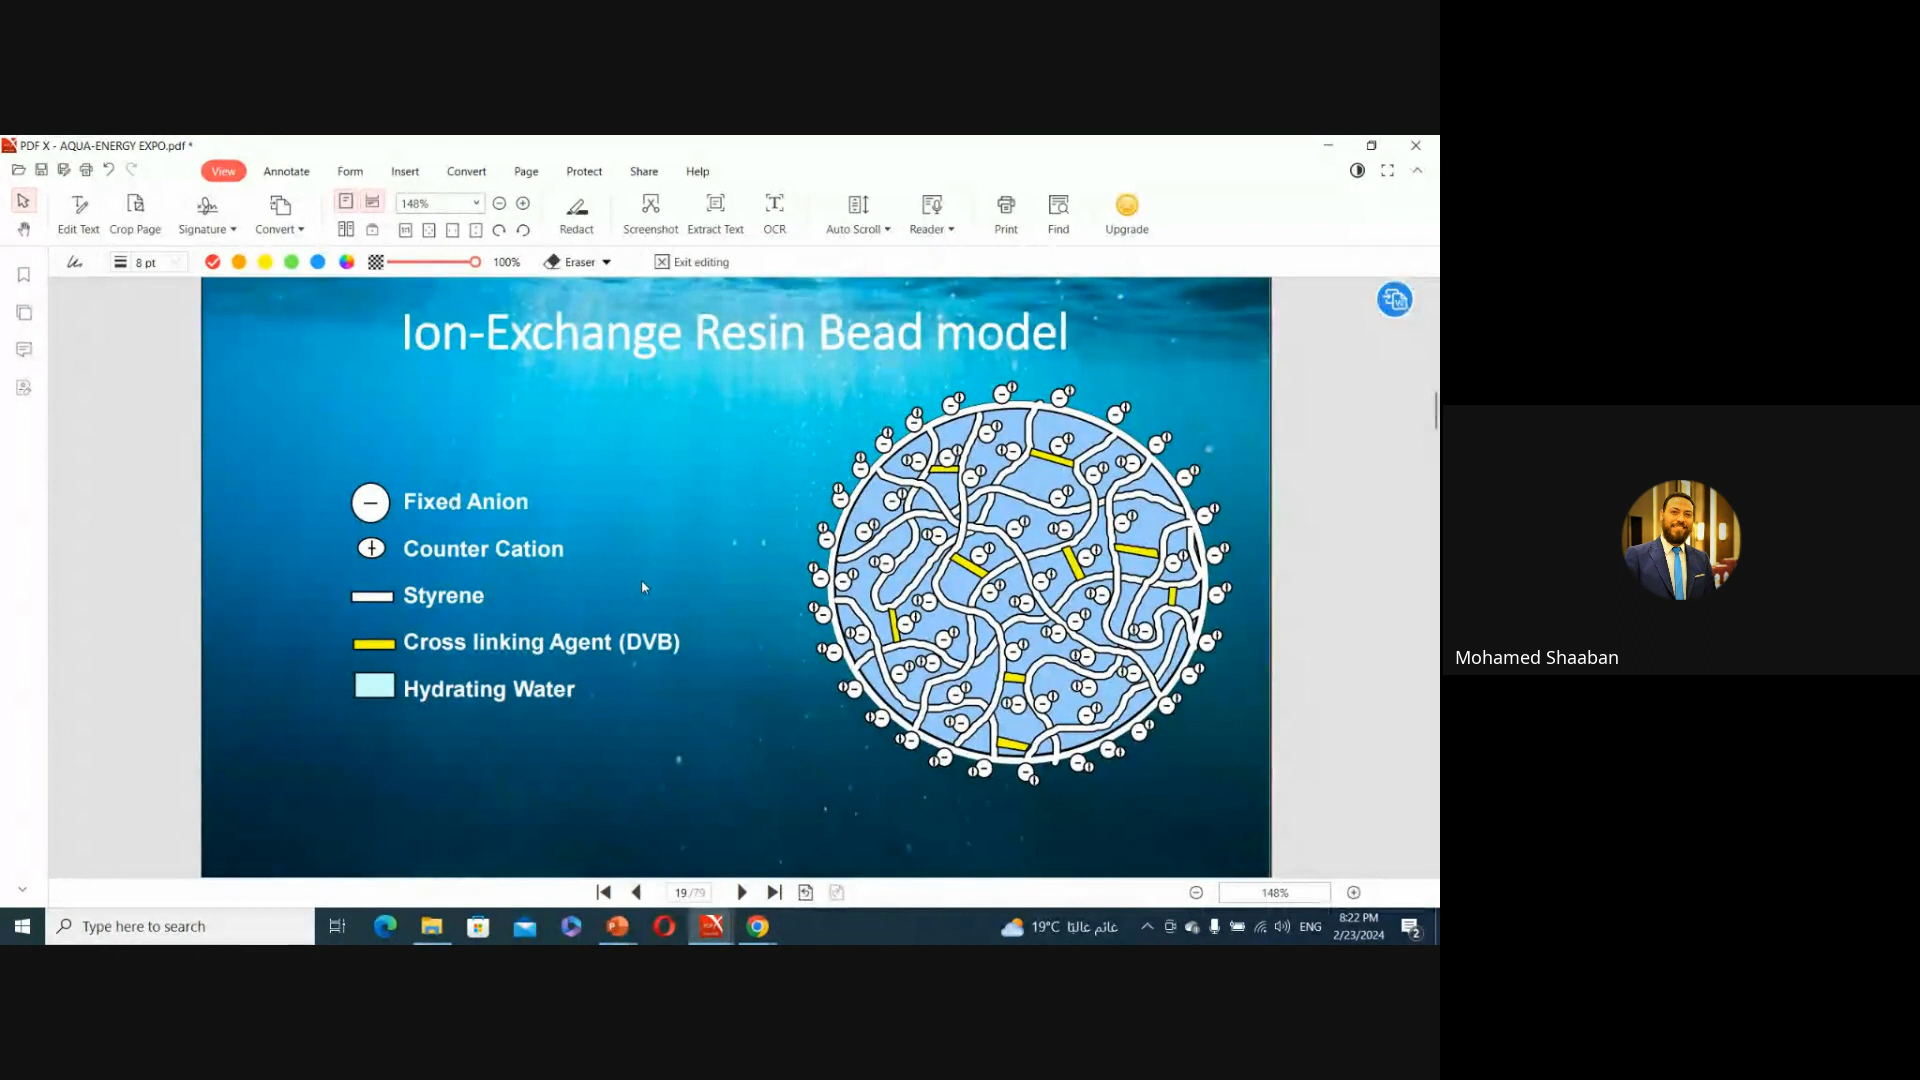 PDF X - AQUA-ENERGY EXPO.pdf *
View Annotate Form Insert Convert Page Protect Share Help
148%
Edit Text Crop Page Signature Convert Redact Screenshot Extract Text OCR Auto Scroll Reader Print Find Upgrade
8 pt 100% Eraser Exit editing
Ion-Exchange Resin Bead model
Fixed Anion
Counter Cation
Styrene
Cross linking Agent (DVB)
Hydrating Water
Mohamed Shaaban
19/79 148%
Type here to search
19°C غائم غالبًا ENG 8:22 PM
2/23/2024
2